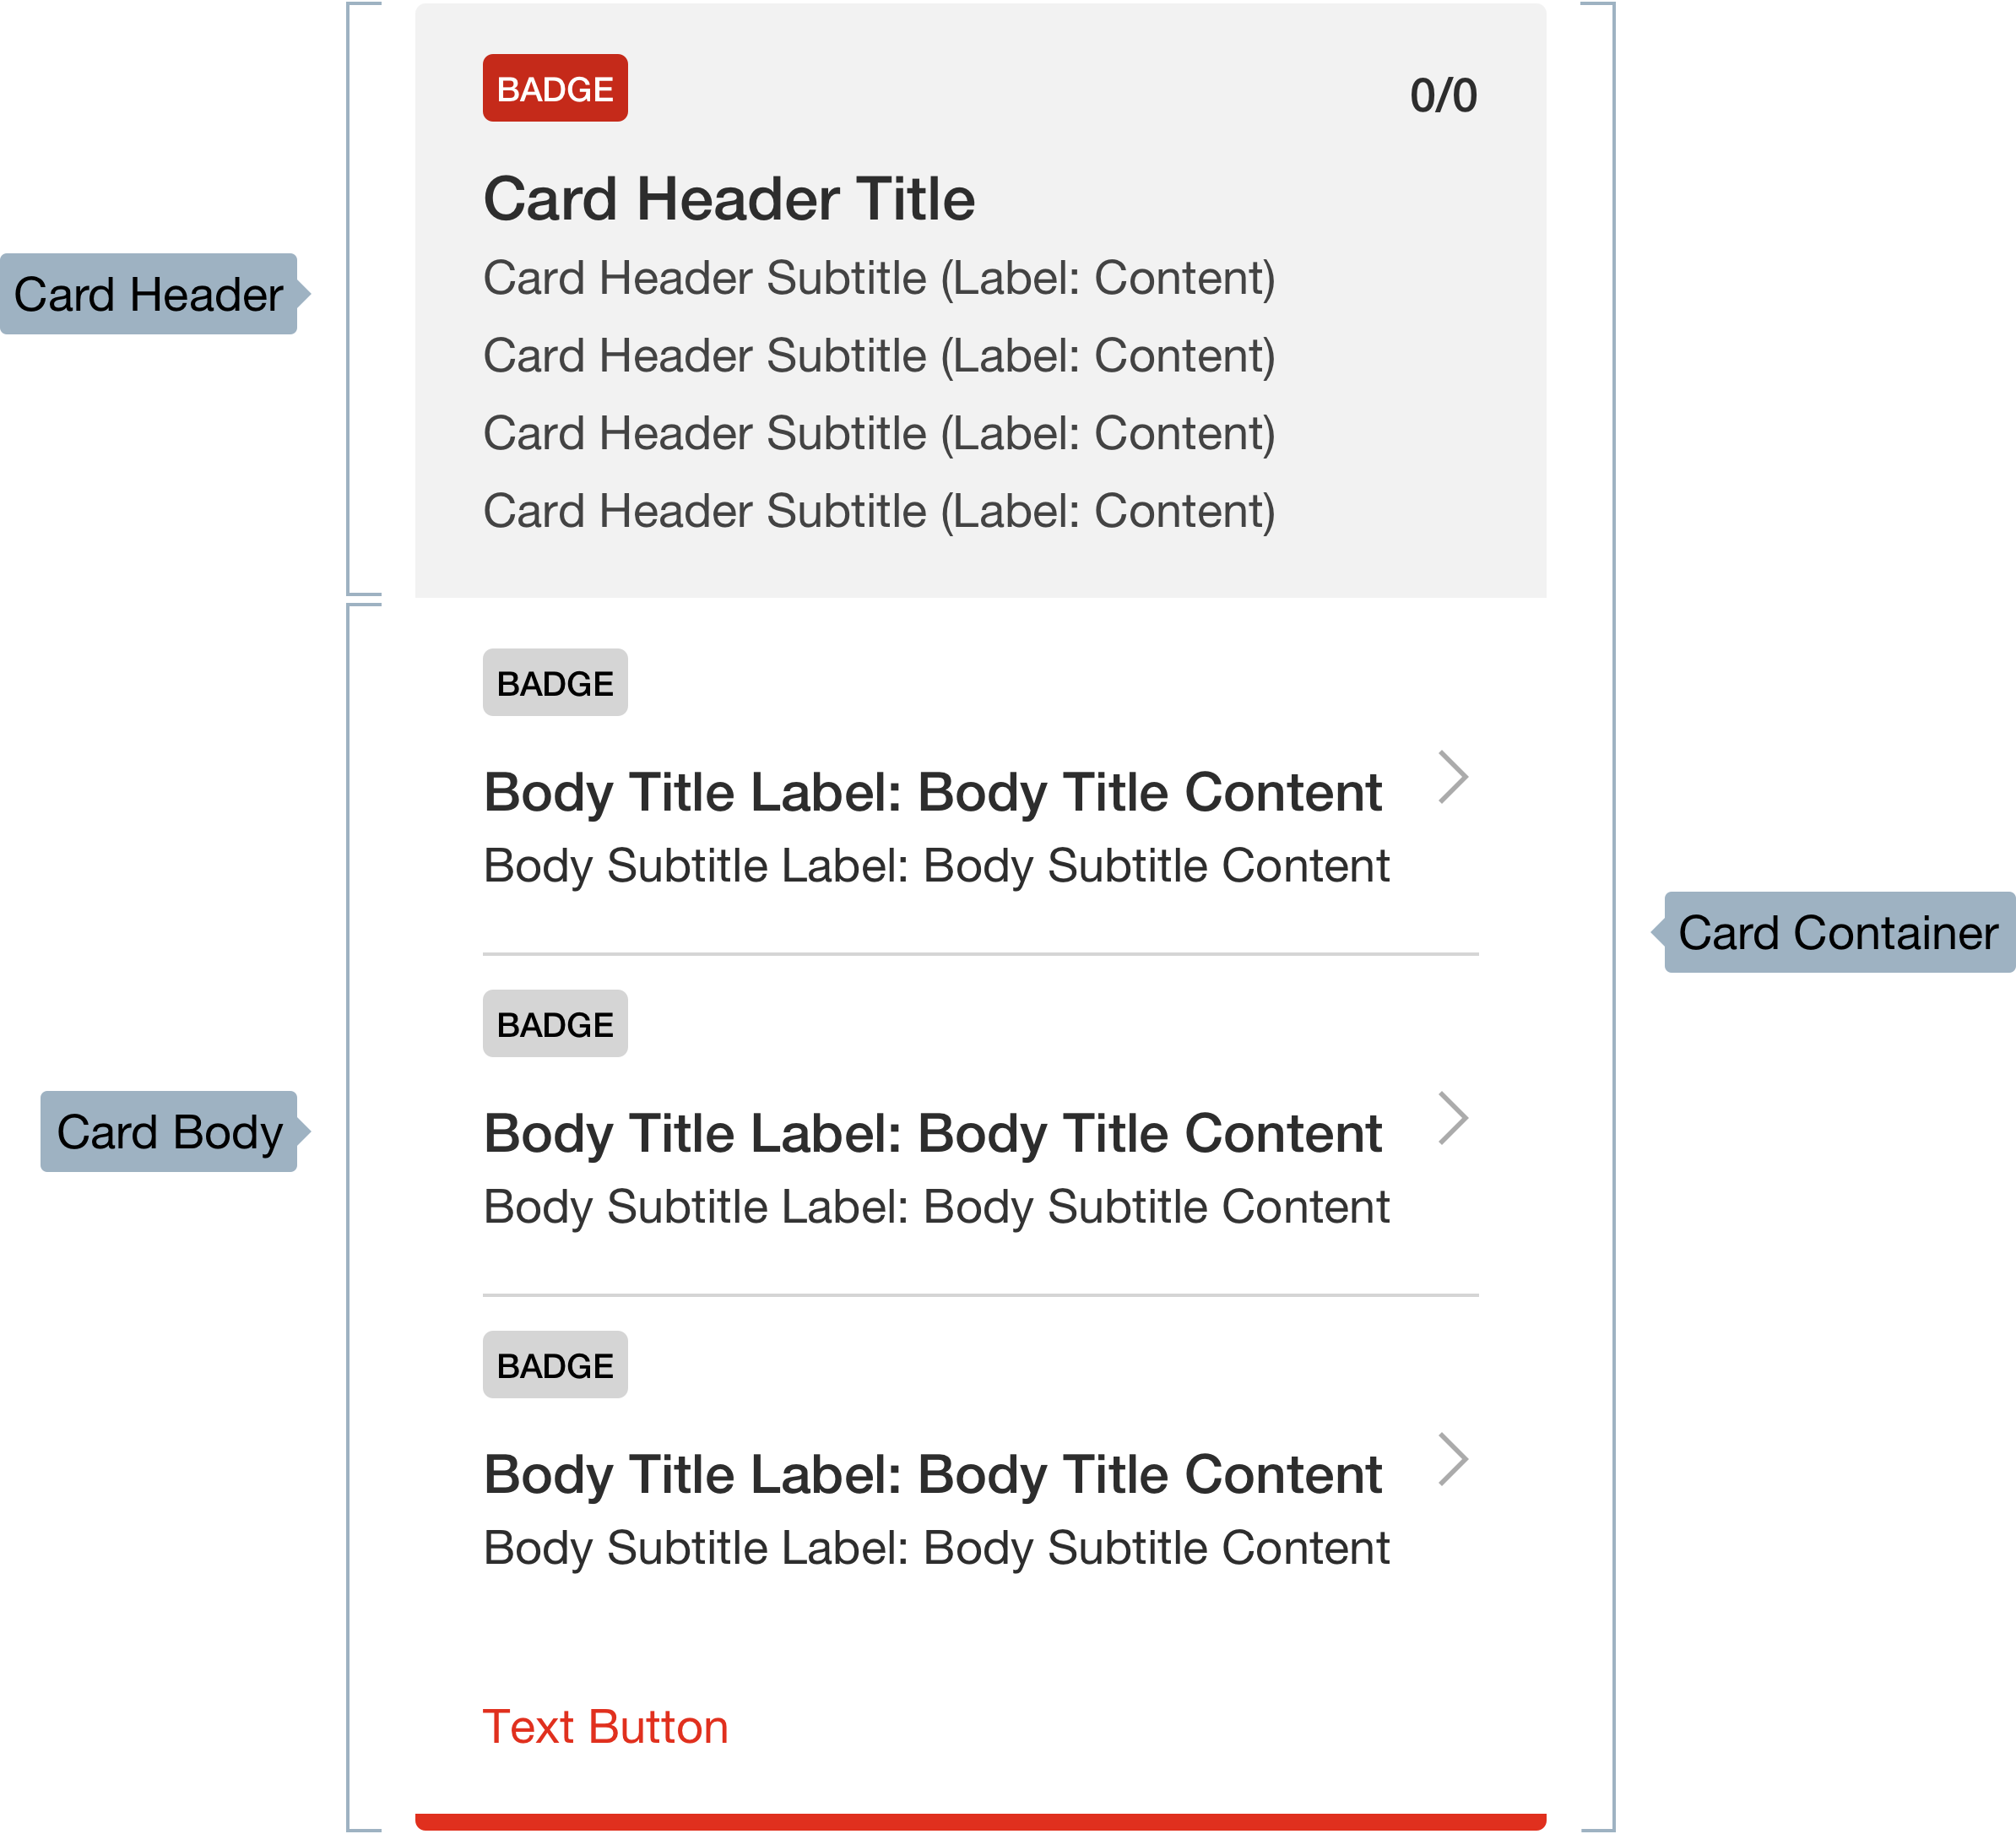 BADGE
0/0
Card Header Title
Card Header Subtitle (Label: Content)
Card Header Subtitle (Label: Content)
Card Header Subtitle (Label: Content)
Card Header Subtitle (Label: Content)
Card Header
BADGE
Body Title Label: Body Title Content
Body Subtitle Label: Body Subtitle Content
BADGE
Body Title Label: Body Title Content
Body Subtitle Label: Body Subtitle Content
BADGE
Body Title Label: Body Title Content
Body Subtitle Label: Body Subtitle Content
Text Button
Card Body
Card Container